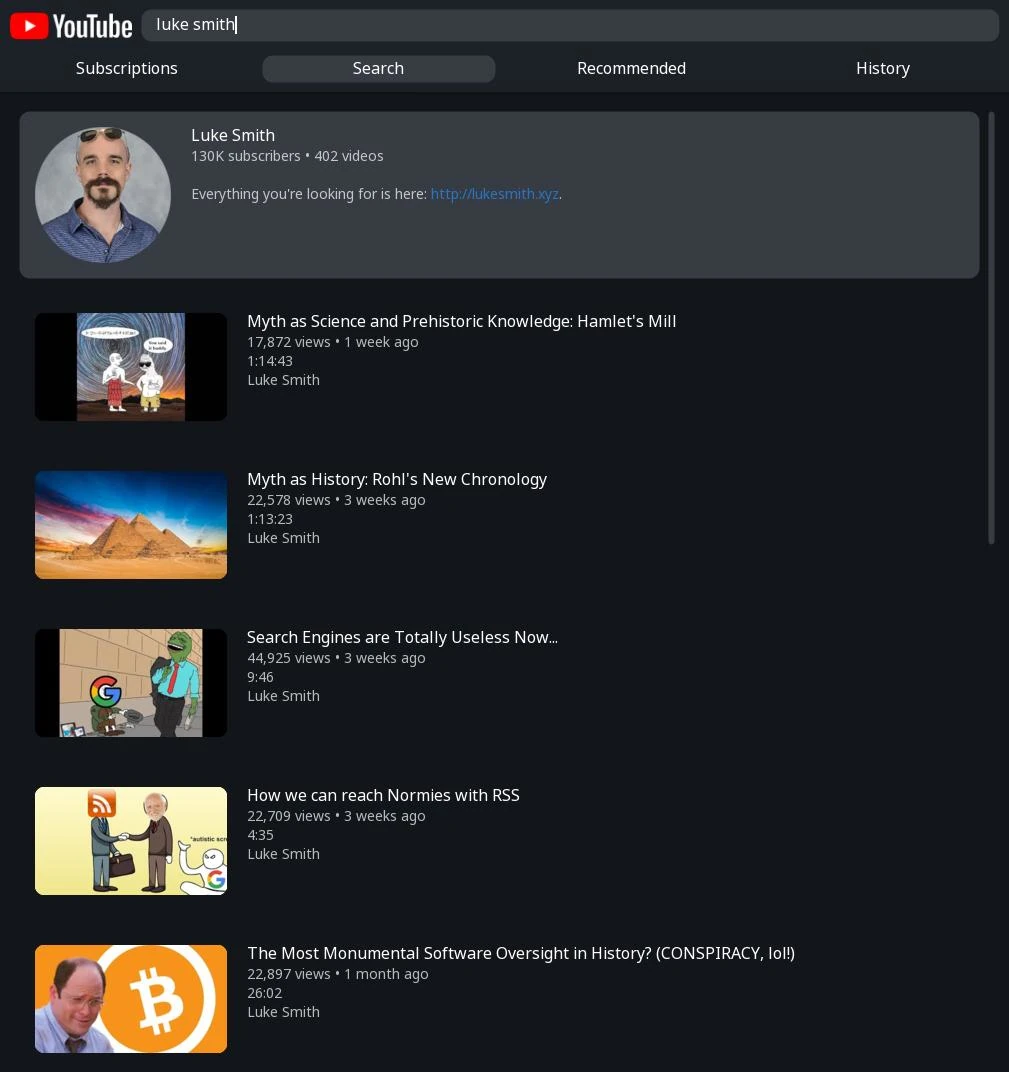 YouTube
luke smith
Subscriptions
Search
Recommended
History
Luke Smith
130K subscribers • 402 videos
Everything you're looking for is here: http://lukesmith.xyz.
Myth as Science and Prehistoric Knowledge: Hamlet's Mill
17,872 views • 1 week ago
1:14:43
Luke Smith
You said it buddy
Myth as History: Rohl's New Chronology
22,578 views • 3 weeks ago
1:13:23
Luke Smith
Search Engines are Totally Useless Now...
44,925 views • 3 weeks ago
9:46
Luke Smith
How we can reach Normies with RSS
22,709 views • 3 weeks ago
4:35
Luke Smith
*autistic scre
The Most Monumental Software Oversight in History? (CONSPIRACY, lol!)
22,897 views • 1 month ago
26:02
Luke Smith